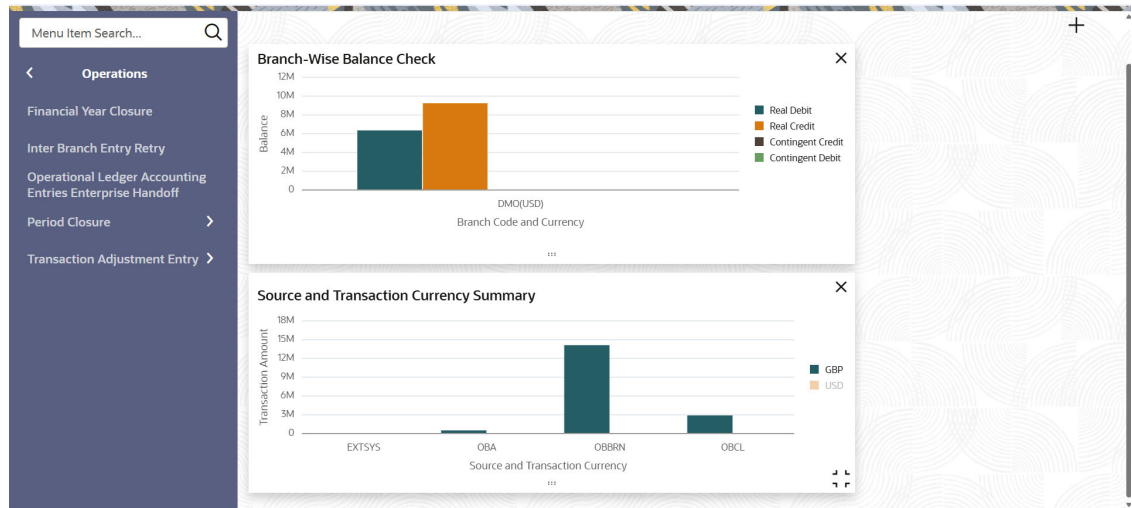 Menu Item Search...
Operations
Financial Year Closure
Inter Branch Entry Retry
Operational Ledger Accounting
Entries Enterprise Handoff
Period Closure
Transaction Adjustment Entry
Branch-Wise Balance Check
12M
10M
8M
6M
4M
2M
0
Balance
DMO(USD)
Branch Code and Currency
Real Debit
Real Credit
Contingent Credit
Contingent Debit
Source and Transaction Currency Summary
18M
15M
12M
9M
6M
3M
0
Transaction Amount
EXTSYS OBA OBBRN OBCL
Source and Transaction Currency
GBP
USD